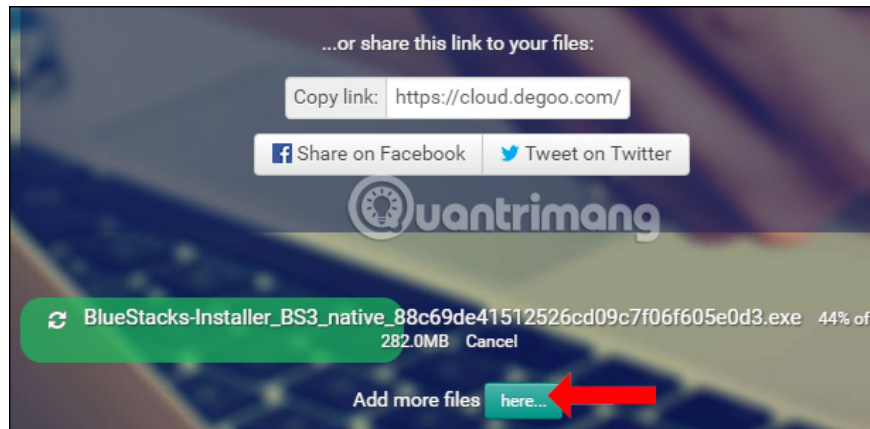 ...or share this link to your files:
Copy link: https://cloud.degoo.com/
Share on Facebook Tweet on Twitter
Quantrimang
BlueStacks-Installer_BS3_native_88c69de41512526cd09c7f06f605e0d3.exe 44% of
282.0MB Cancel
Add more files here...